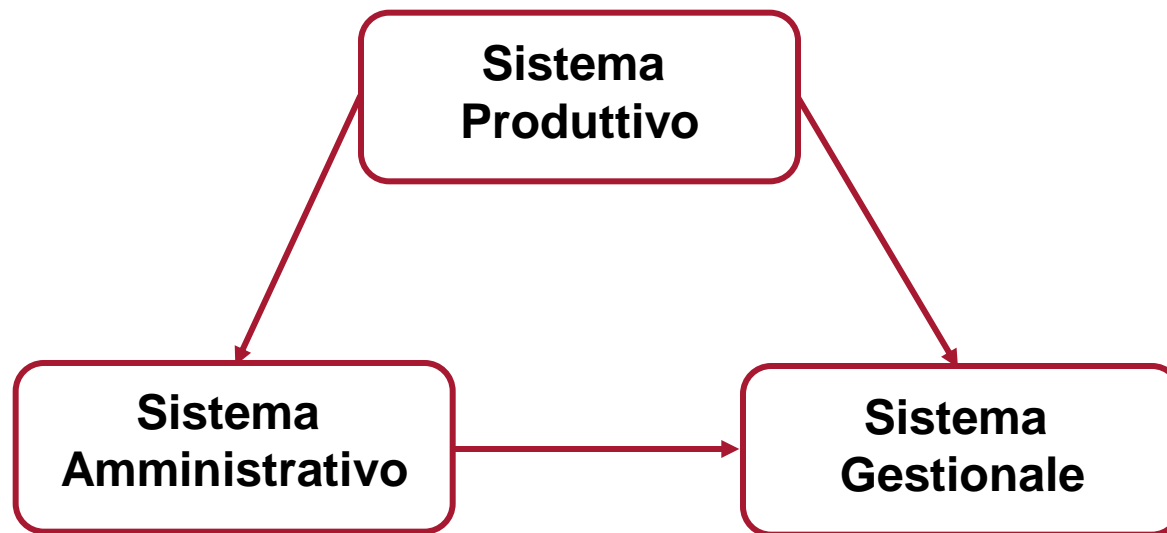 Sistema
Produttivo
Sistema
Amministrativo
Sistema
Gestionale